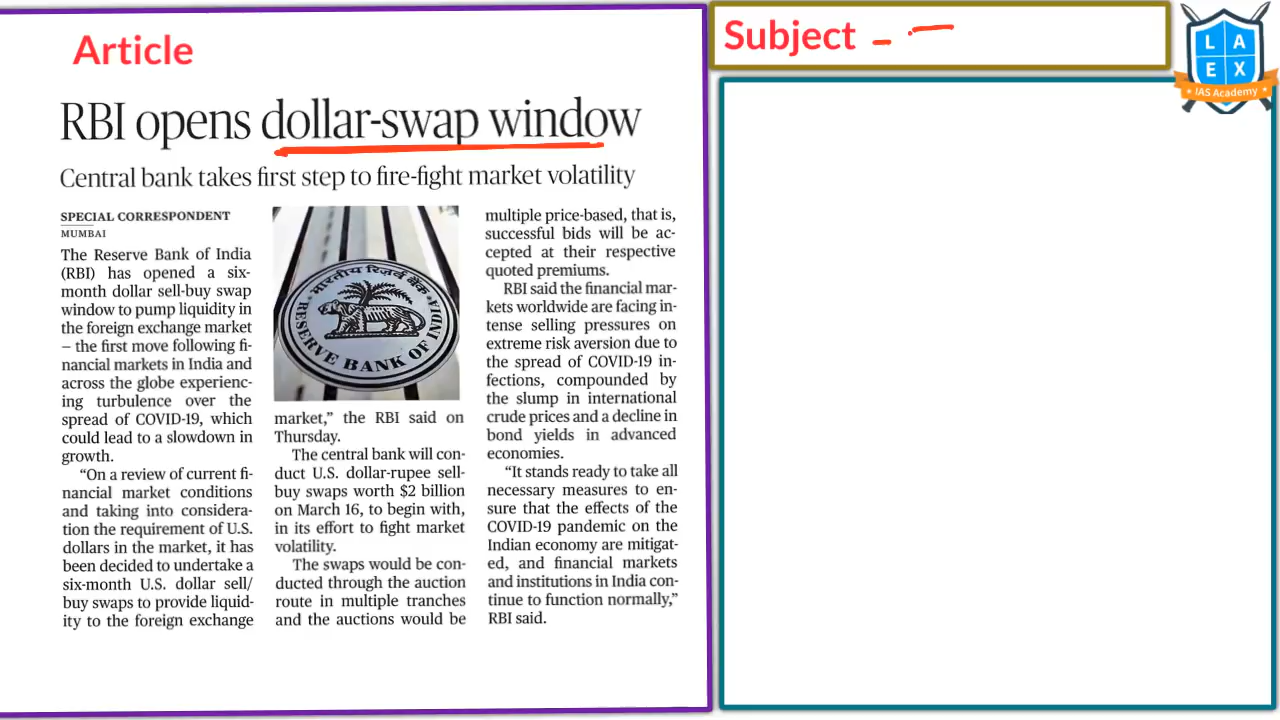 Article
RBI opens dollar-swap window
Central bank takes first step to fire-fight market volatility
SPECIAL CORRESPONDENT
MUMBAI
The Reserve Bank of India
(RBI) has opened a six-
month dollar sell-buy swap
window to pump liquidity in
the foreign exchange market
– the first move following fi-
nancial markets in India and
across the globe experienc-
ing turbulence over the
spread of COVID-19, which
could lead to a slowdown in
growth.
“On a review of current fi-
nancial market conditions
and taking into considera-
tion the requirement of U.S.
dollars in the market, it has
been decided to undertake a
six-month U.S. dollar sell/
buy swaps to provide liquid-
ity to the foreign exchange
भारतीय रिज़र्व बैंक
RESERVE BANK OF INDIA
market,” the RBI said on
Thursday.
The central bank will con-
duct U.S. dollar-rupee sell-
buy swaps worth $2 billion
on March 16, to begin with,
in its effort to fight market
volatility.
The swaps would be con-
ducted through the auction
route in multiple tranches
and the auctions would be
multiple price-based, that is,
successful bids will be ac-
cepted at their respective
quoted premiums.
RBI said the financial mar-
kets worldwide are facing in-
tense selling pressures on
extreme risk aversion due to
the spread of COVID-19 in-
fections, compounded by
the slump in international
crude prices and a decline in
bond yields in advanced
economies.
“It stands ready to take all
necessary measures to en-
sure that the effects of the
COVID-19 pandemic on the
Indian economy are mitigat-
ed, and financial markets
and institutions in India con-
tinue to function normally,”
RBI said.
Subject -
L A
E X
IAS Academy